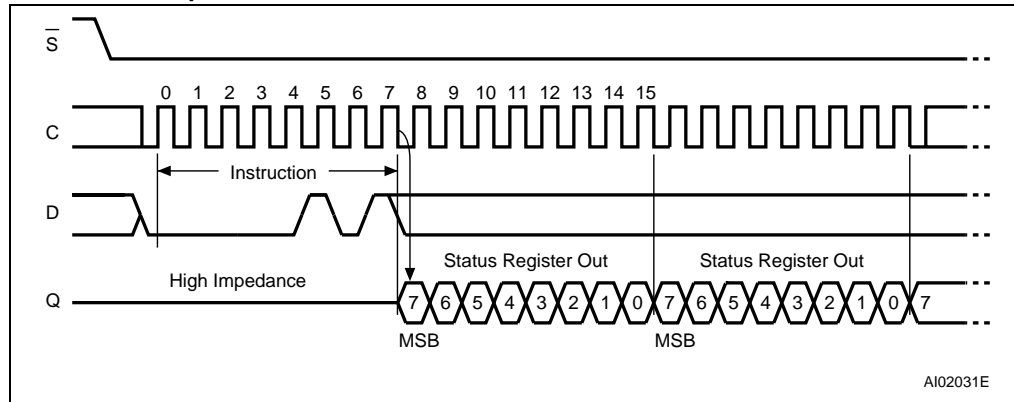 S
0 1 2 3 4 5 6 7 8 9 10 11 12 13 14 15
C
Instruction
D
Status Register Out Status Register Out
High Impedance
Q 7 6 5 4 3 2 1 0 7 6 5 4 3 2 1 0 7
MSB MSB
AI02031E